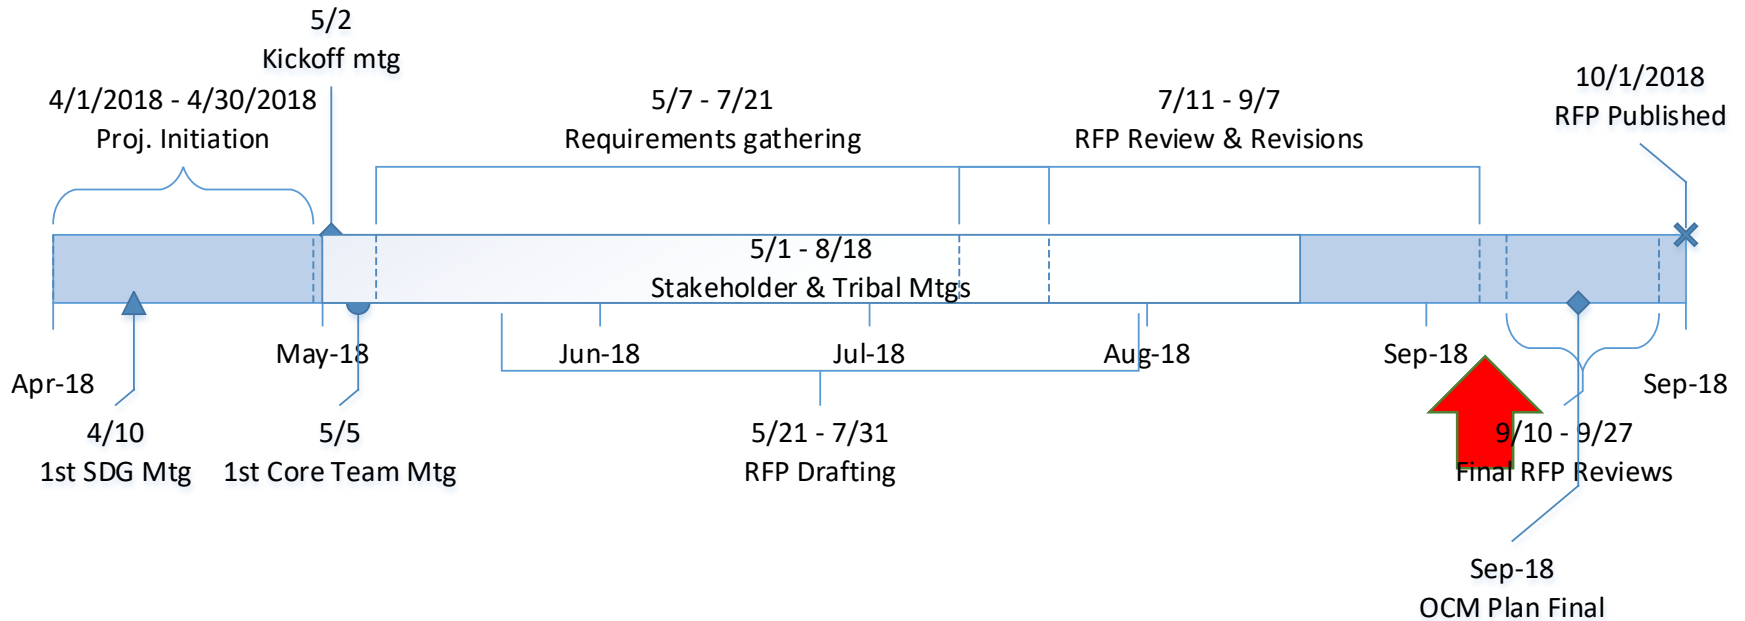 5/2
Kickoff mtg
4/1/2018 - 4/30/2018
Proj. Initiation
5/7 - 7/21
Requirements gathering
7/11 - 9/7
RFP Review & Revisions
10/1/2018
RFP Published
5/1 - 8/18
Stakeholder & Tribal Mtgs
Apr-18
May-18
Jun-18
Jul-18
Aug-18
Sep-18
Sep-18
4/10
1st SDG Mtg
5/5
1st Core Team Mtg
5/21 - 7/31
RFP Drafting
9/10 - 9/27
Final RFP Reviews
Sep-18
OCM Plan Final